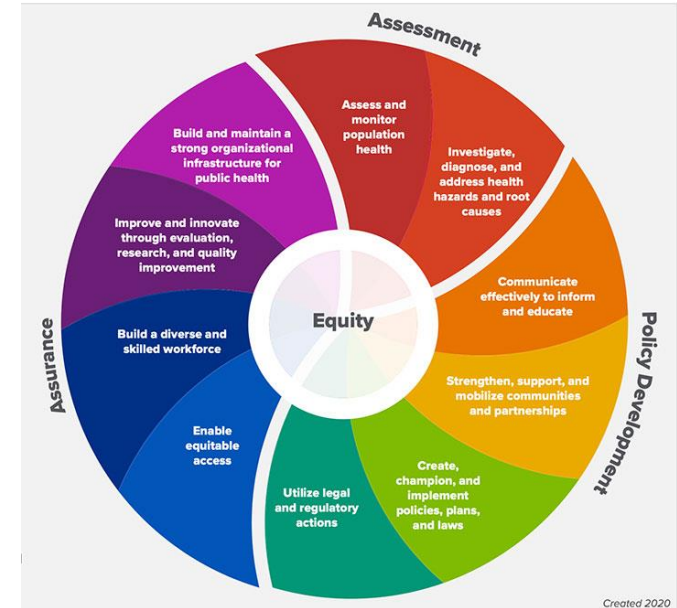 Assessment
Assess and
monitor
population
health
Investigate,
diagnose, and
address health
hazards and root
causes
Communicate
effectively to inform
and educate
Policy Development
Strengthen, support, and
mobilize communities
and partnerships
Create,
champion, and
implement
policies, plans,
and laws
Utilize legal
and regulatory
actions
Assurance
Enable
equitable
access
Build a diverse and
skilled workforce
Improve and innovate
through evaluation,
research, and quality
improvement
Build and maintain a
strong organizational
infrastructure for
public health
Equity
Created 2020